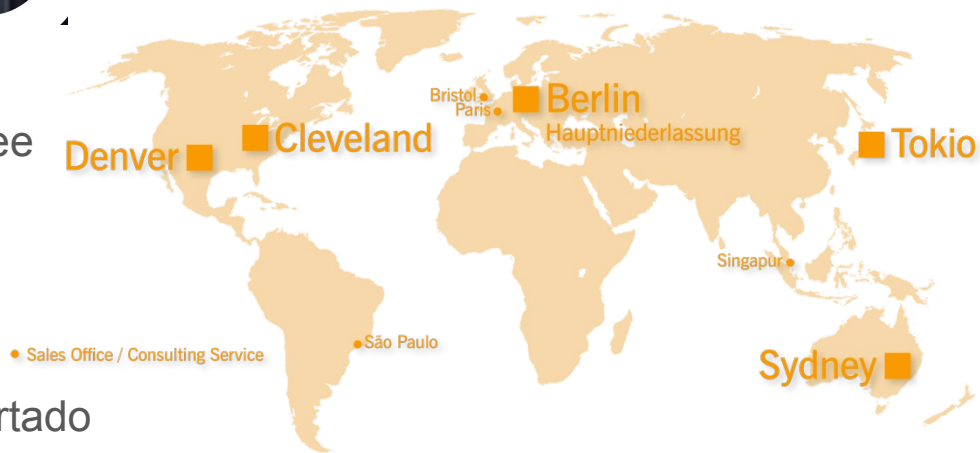 Bristol
Paris
Berlin
Hauptniederlassung
ee
Denver
Cleveland
Tokio
Singapur
São Paulo
Sales Office / Consulting Service
Sydney
rtado